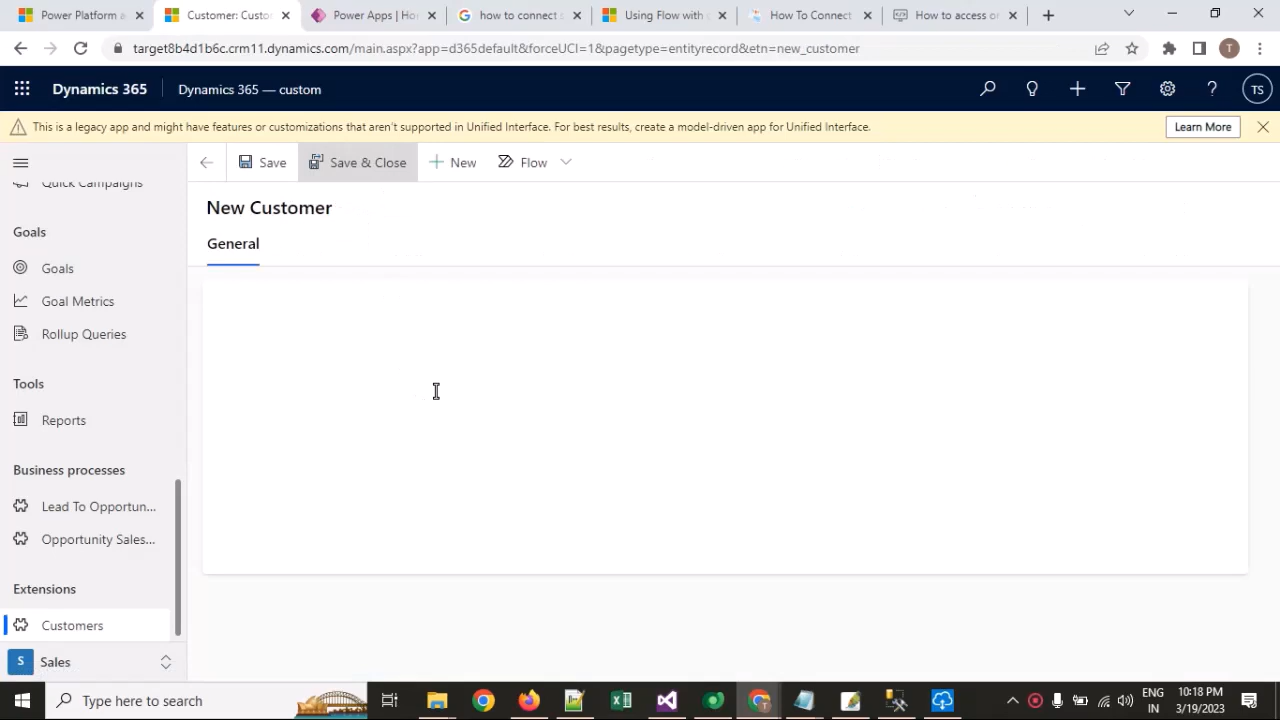 Power Platform a
Customer: Custo
Power Apps | Ho
how to connect s
Using Flow with
How To Connect
How to access o
target8b4d1b6c.crm11.dynamics.com/main.aspx?app=d365default&forceUCI=1&pagetype=entityrecord&etn=new_customer
T
Dynamics 365
Dynamics 365 — custom
TS
This is a legacy app and might have features or customizations that aren't supported in Unified Interface. For best results, create a model-driven app for Unified Interface.
Learn More
Save
Save & Close
New
Flow
Quick Campaigns
New Customer
General
Goals
Goals
Goal Metrics
Rollup Queries
Tools
Reports
Business processes
Lead To Opportun...
Opportunity Sales...
Extensions
Customers
S Sales
Type here to search
ENG
IN
10:18 PM
3/19/2023